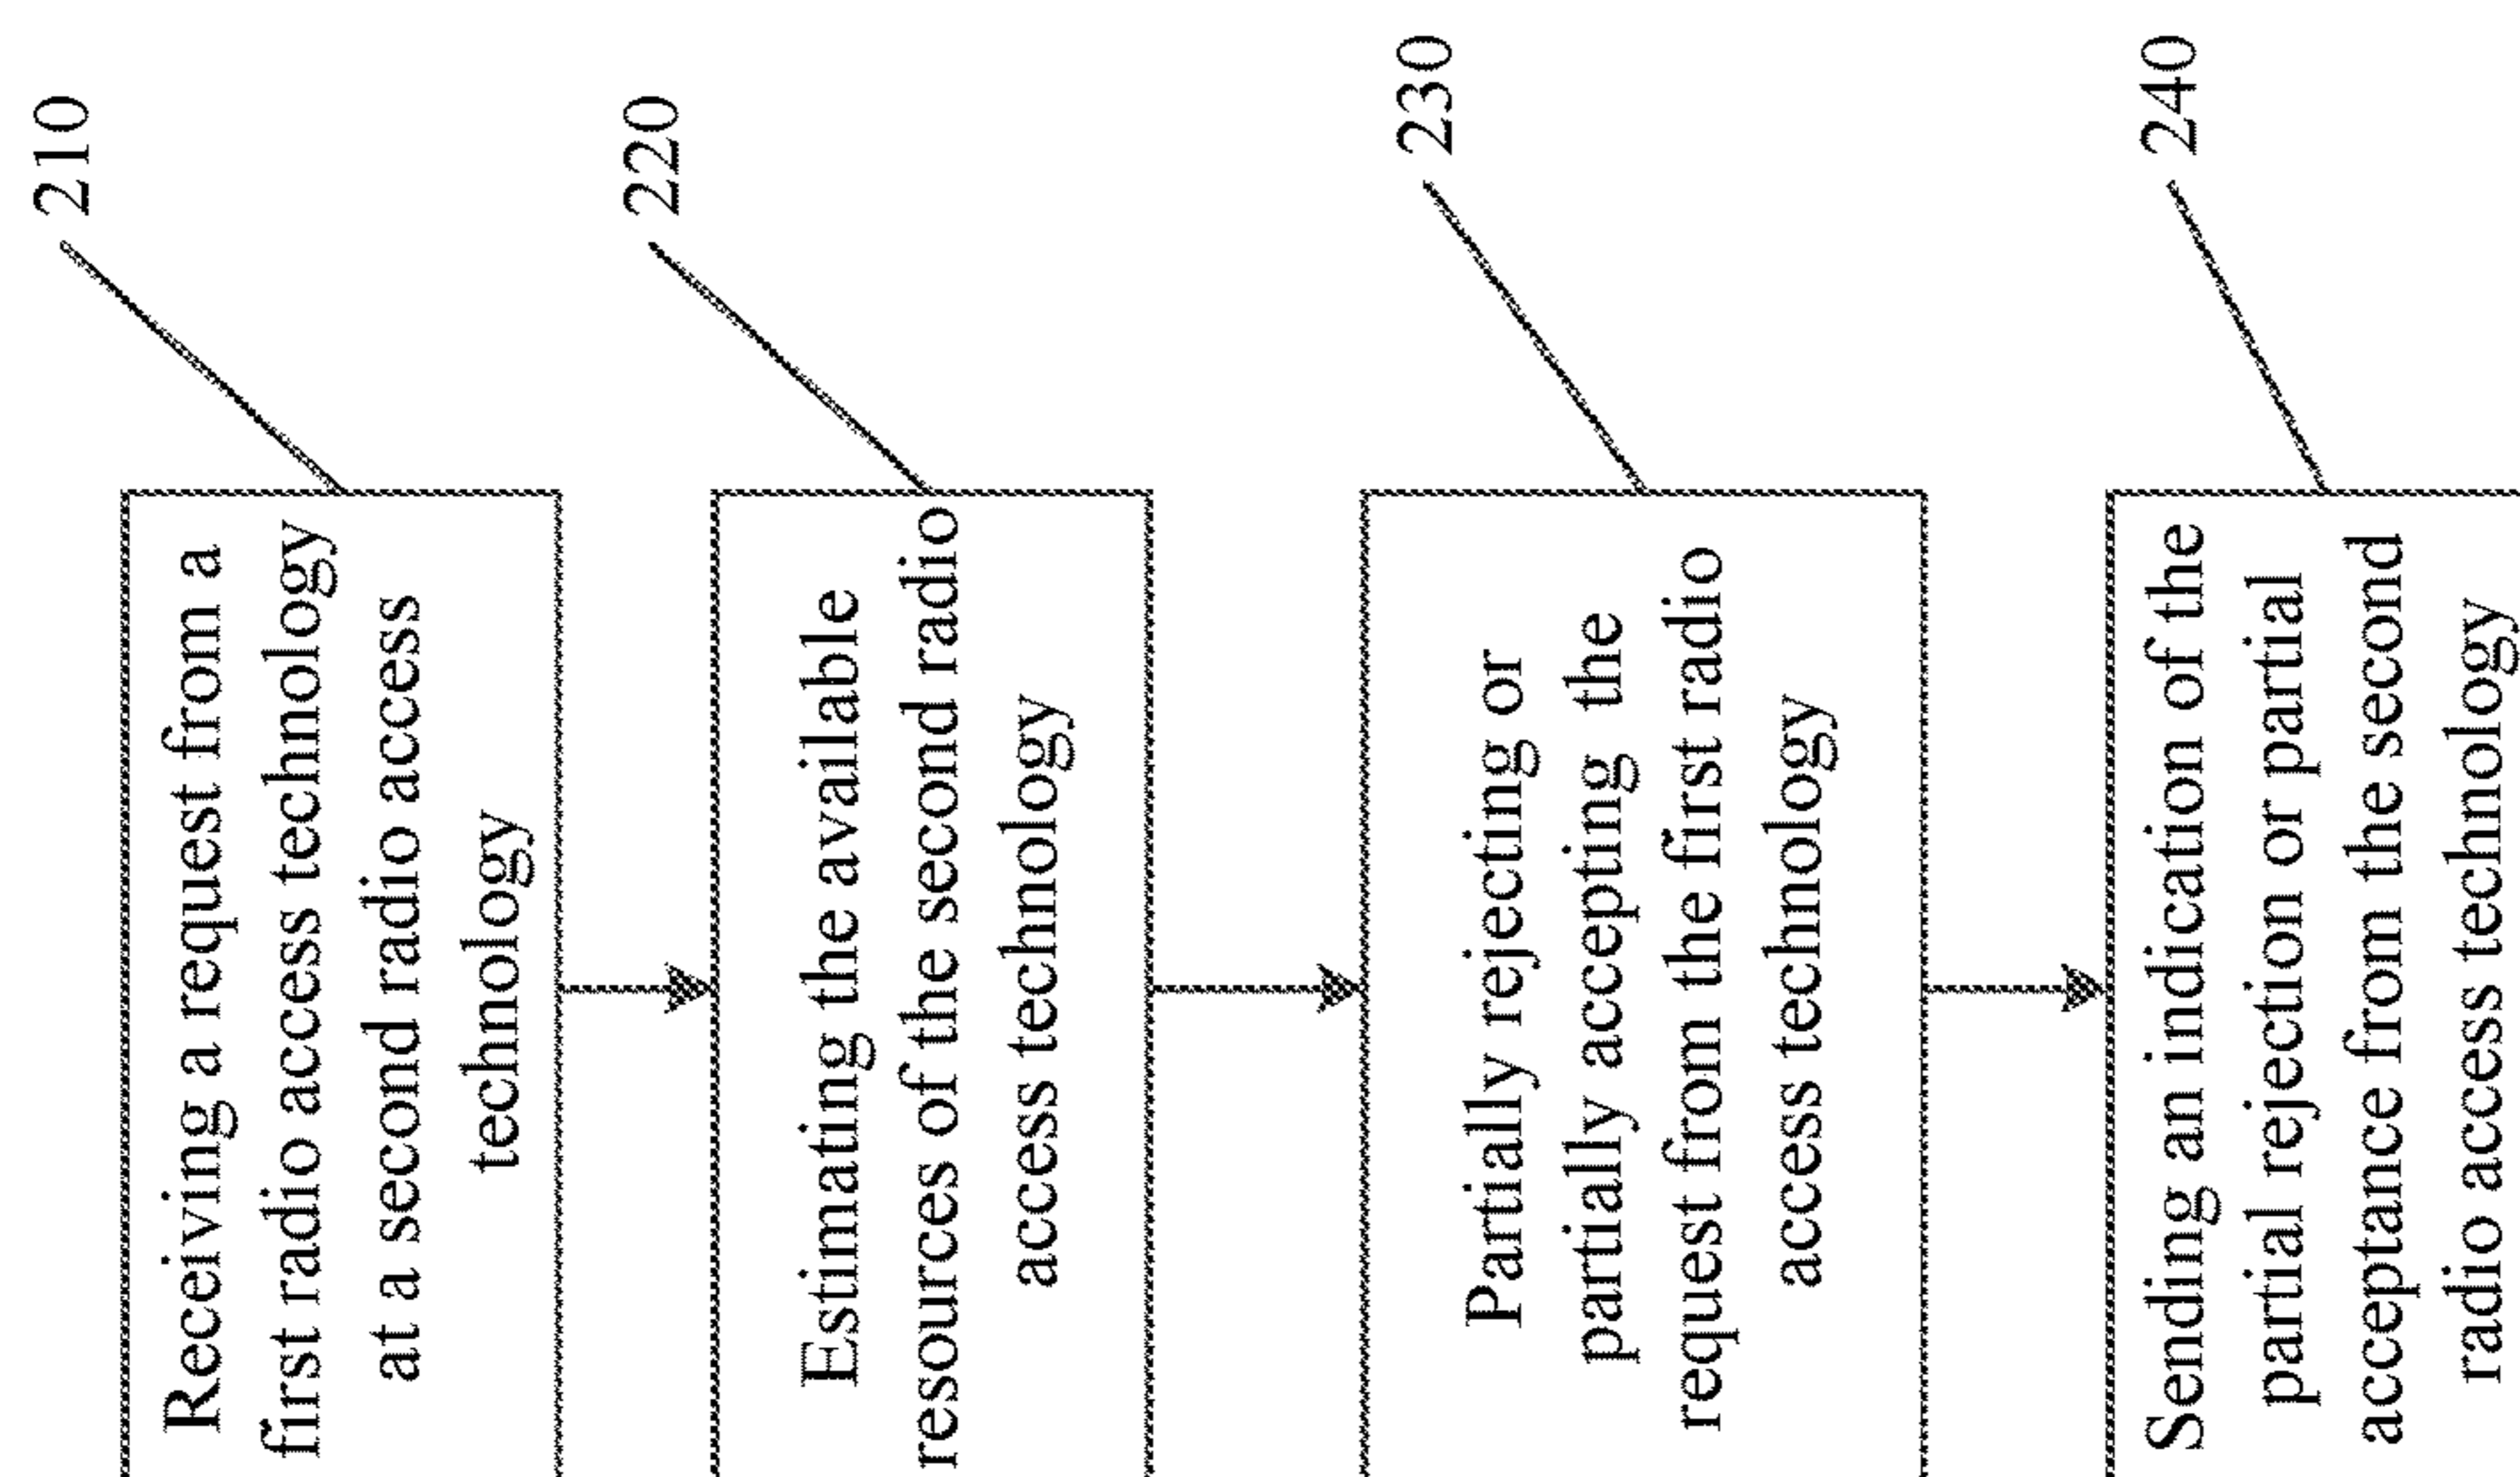 Receiving a request from a
first radio access technology
at a second radio access
technology
210
Estimating the available
resources of the second radio
access technology
220
Partially rejecting or
partially accepting the
request from the first radio
access technology
230
Sending an indication of the
partial rejection or partial
acceptance from the second
radio access technology
240